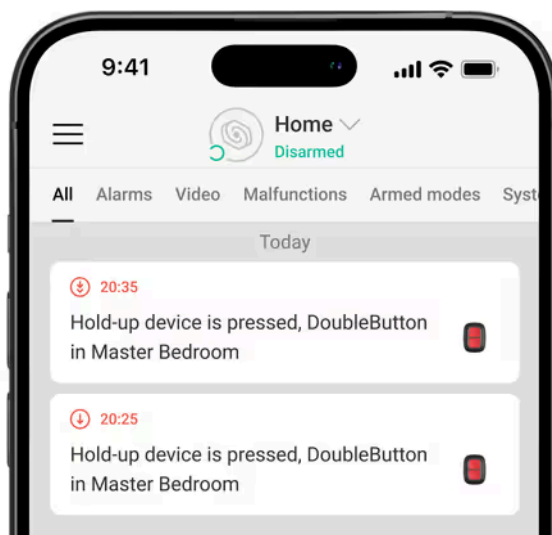 9:41
Home
Disarmed
All Alarms Video Malfunctions Armed modes Syst
Today
20:35
Hold-up device is pressed, DoubleButton
in Master Bedroom
20:25
Hold-up device is pressed, DoubleButton
in Master Bedroom